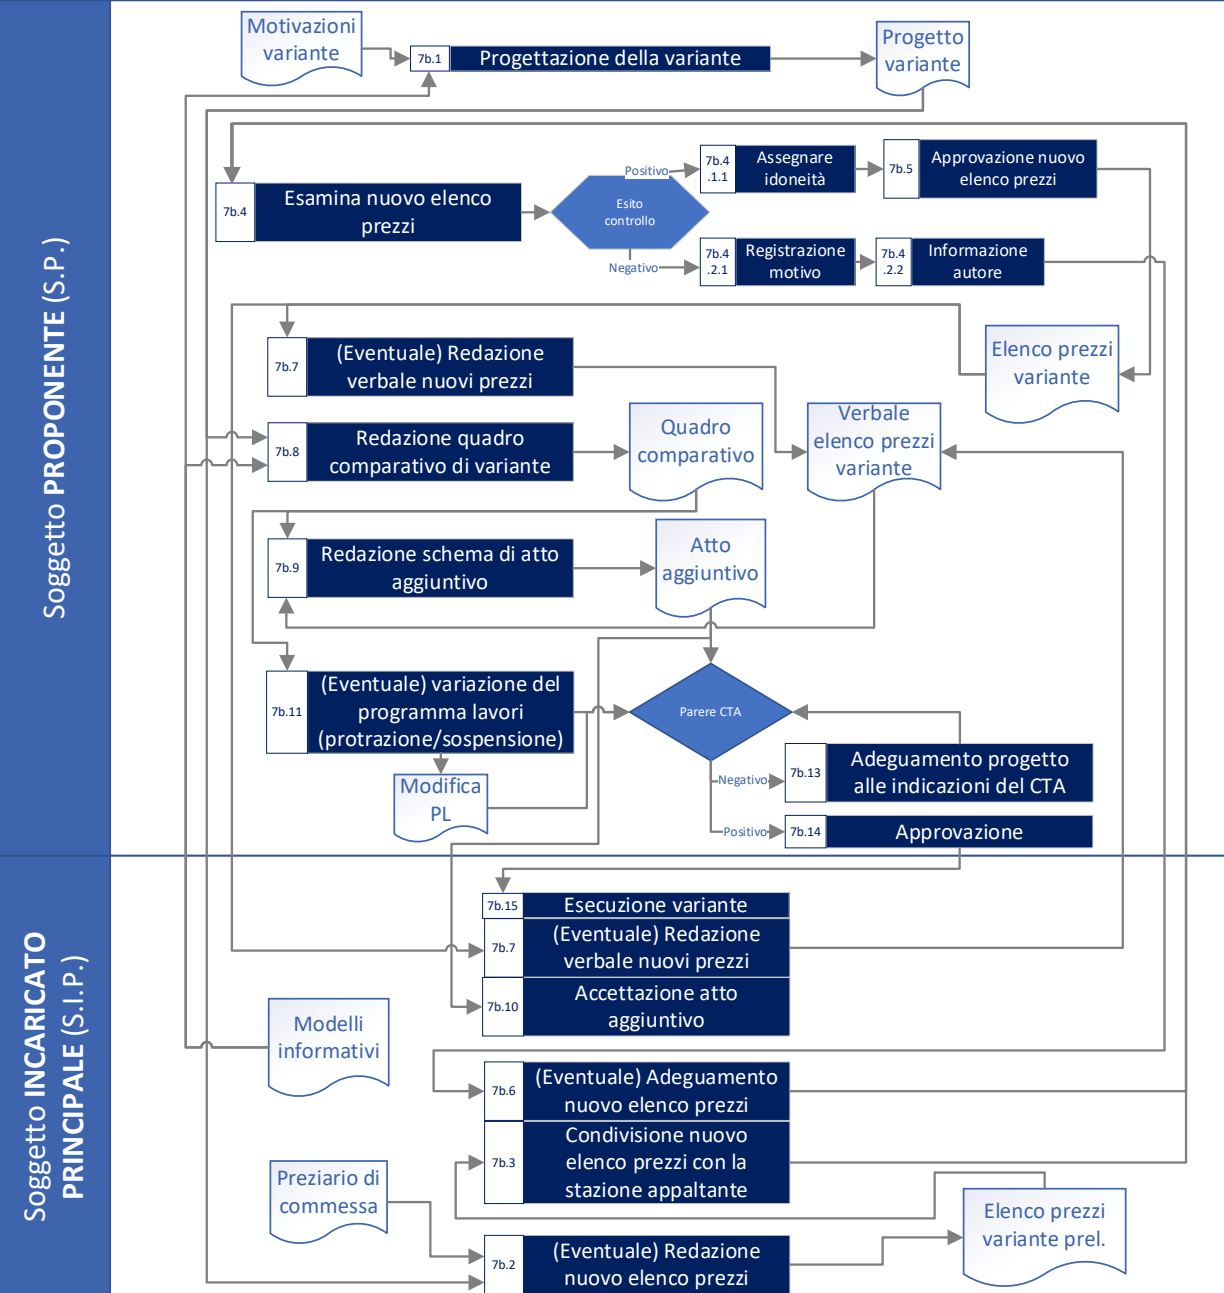 Soggetto PROPONENTE (S.P.)
Motivazioni
variante
7b.1
Progettazione della variante
Progetto
variante
7b.4
Esamina nuovo elenco
prezzi
Esito
controllo
Positivo
7b.4
.1.1
Assegnare
idoneità
7b.5
Approvazione nuovo
elenco prezzi
Negativo
7b.4
.2.1
Registrazione
motivo
7b.4
.2.2
Informazione
autore
7b.7
(Eventuale) Redazione
verbale nuovi prezzi
Elenco prezzi
variante
7b.8
Redazione quadro
comparativo di variante
Quadro
comparativo
Verbale
elenco prezzi
variante
7b.9
Redazione schema di atto
aggiuntivo
Atto
aggiuntivo
7b.11
(Eventuale) variazione del
programma lavori
(protrazione/sospensione)
Parere CTA
Modifica
PL
Negativo
7b.13
Adeguamento progetto
alle indicazioni del CTA
Positivo
7b.14
Approvazione
Soggetto INCARICATO
PRINCIPALE (S.I.P.)
7b.15
Esecuzione variante
7b.7
(Eventuale) Redazione
verbale nuovi prezzi
7b.10
Accettazione atto
aggiuntivo
Modelli
informativi
7b.6
(Eventuale) Adeguamento
nuovo elenco prezzi
7b.3
Condivisione nuovo
elenco prezzi con la
stazione appaltante
Preziario di
commessa
Elenco prezzi
variante prel.
7b.2
(Eventuale) Redazione
nuovo elenco prezzi